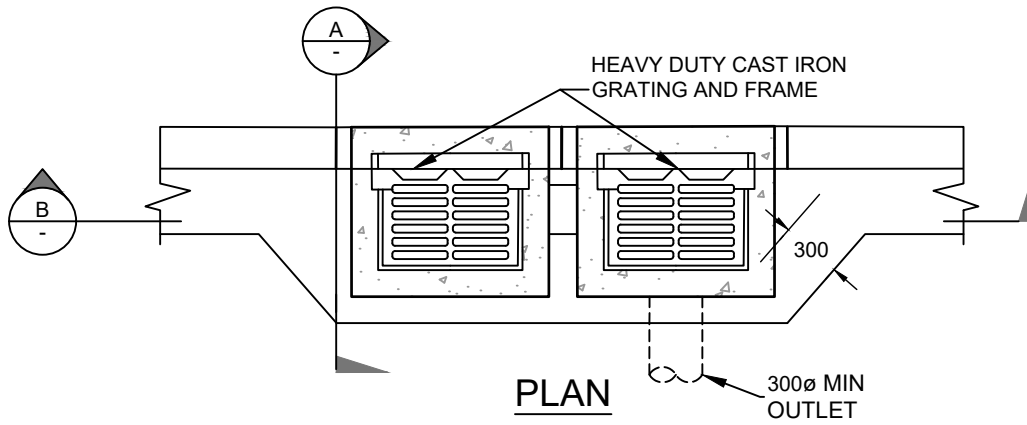 A
-
HEAVY DUTY CAST IRON
GRATING AND FRAME
B
-
300
PLAN
300ø MIN
OUTLET